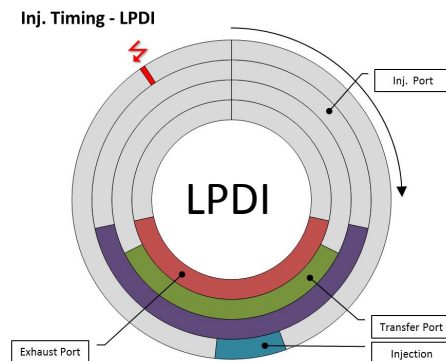 Inj. Timing - LPDI
Inj. Port
LPDI
Transfer Port
Exhaust Port
Injection